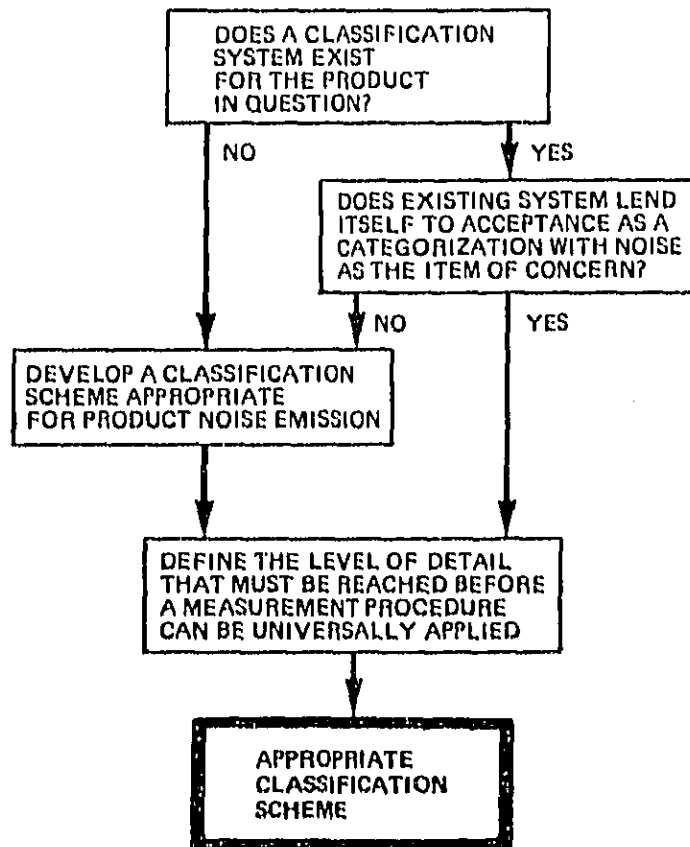 DOES A CLASSIFICATION
SYSTEM EXIST
FOR THE PRODUCT
IN QUESTION?
NO
YES
DOES EXISTING SYSTEM LEND
ITSELF TO ACCEPTANCE AS A
CATEGORIZATION WITH NOISE
AS THE ITEM OF CONCERN?
NO
YES
DEVELOP A CLASSIFICATION
SCHEME APPROPRIATE
FOR PRODUCT NOISE EMISSION
DEFINE THE LEVEL OF DETAIL
THAT MUST BE REACHED BEFORE
A MEASUREMENT PROCEDURE
CAN BE UNIVERSALLY APPLIED
APPROPRIATE
CLASSIFICATION
SCHEME